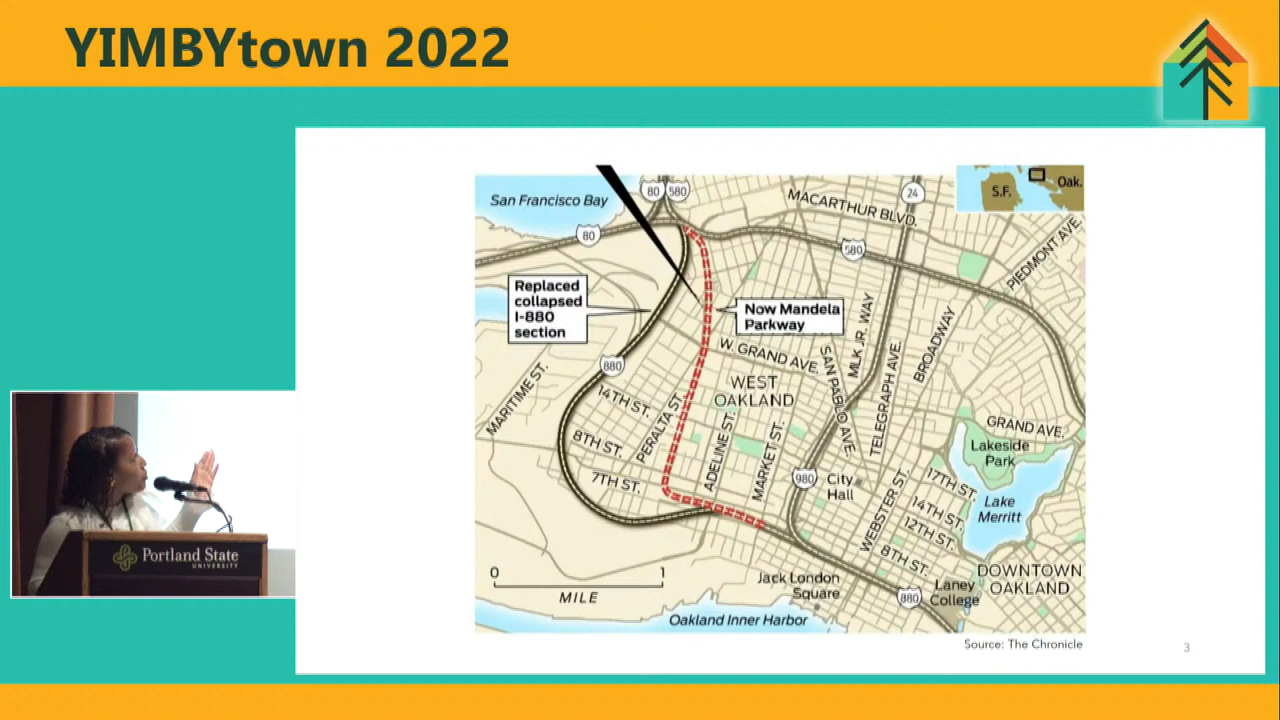 YIMBYtown 2022
San Francisco Bay
80
580
24
S.F.
Oak.
MACARTHUR BLVD.
80
580
PIEDMONT AVE.
Replaced
collapsed
I-880
section
Now Mandela
Parkway
MLK JR. WAY
BROADWAY
W. GRAND AVE.
SAN PABLO AVE.
TELEGRAPH AVE.
880
MARITIME ST.
14TH ST.
PERALTA ST.
WEST
OAKLAND
ADELINE ST.
MARKET ST.
GRAND AVE.
Lakeside
Park
8TH ST.
7TH ST.
980
City
Hall
WEBSTER ST.
17TH ST.
14TH ST.
12TH ST.
8TH ST.
Lake
Merritt
Portland State
UNIVERSITY
0
1
MILE
Jack London
Square
880
Laney
College
DOWNTOWN
OAKLAND
Oakland Inner Harbor
Source: The Chronicle
3